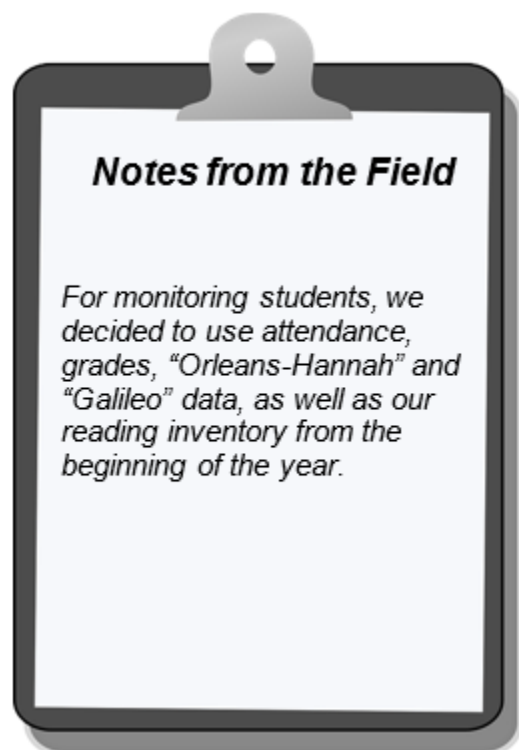 Notes from the Field
For monitoring students, we
decided to use attendance,
grades, “Orleans-Hannah” and
“Galileo” data, as well as our
reading inventory from the
beginning of the year.